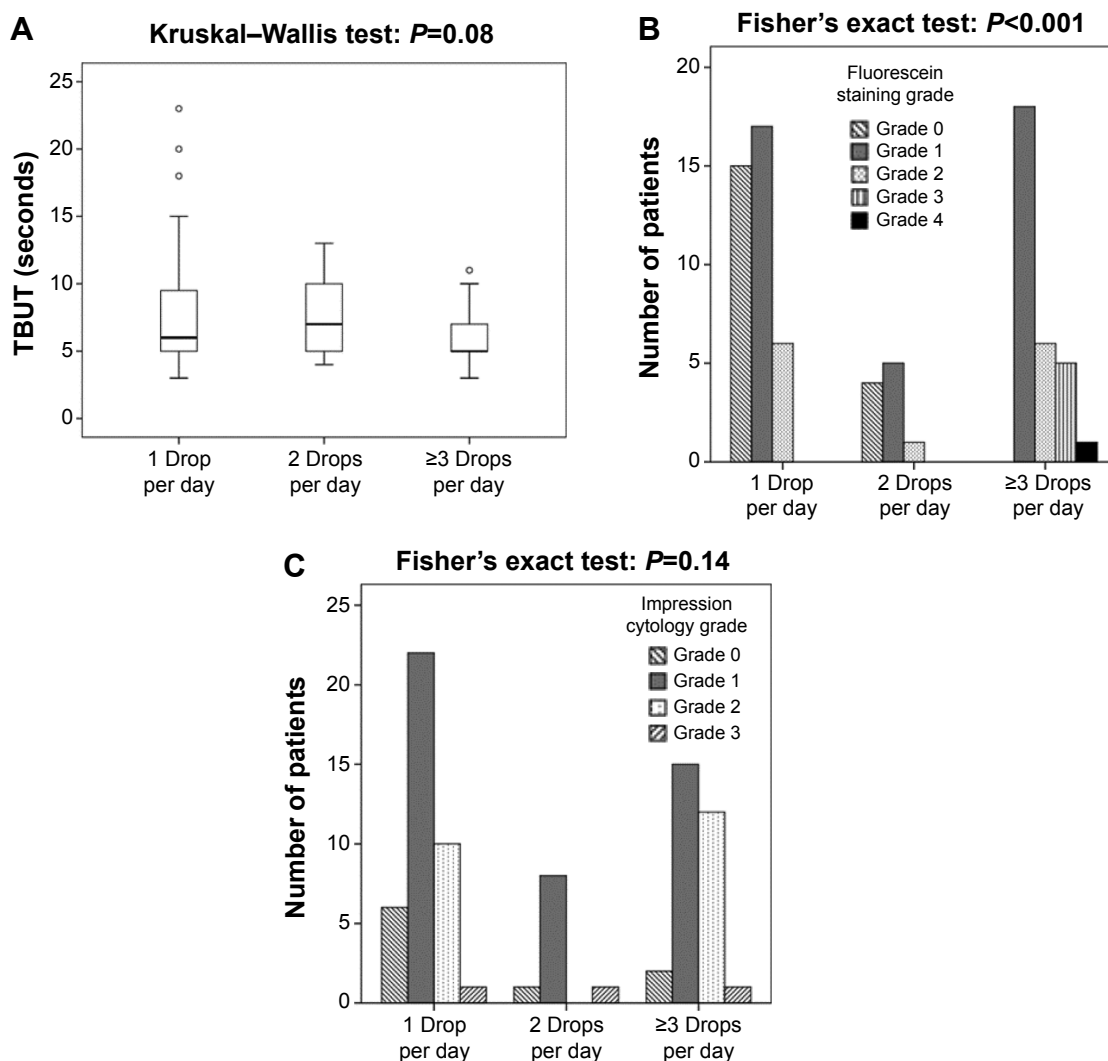 A
Kruskal–Wallis test: P=0.08
TBUT (seconds)
25
20
15
10
5
0
1 Drop
per day
2 Drops
per day
≥3 Drops
per day
B
Fisher’s exact test: P<0.001
Number of patients
20
15
10
5
0
Fluorescein
staining grade
Grade 0
Grade 1
Grade 2
Grade 3
Grade 4
1 Drop
per day
2 Drops
per day
≥3 Drops
per day
C
Fisher’s exact test: P=0.14
Number of patients
25
20
15
10
5
0
Impression
cytology grade
Grade 0
Grade 1
Grade 2
Grade 3
1 Drop
per day
2 Drops
per day
≥3 Drops
per day